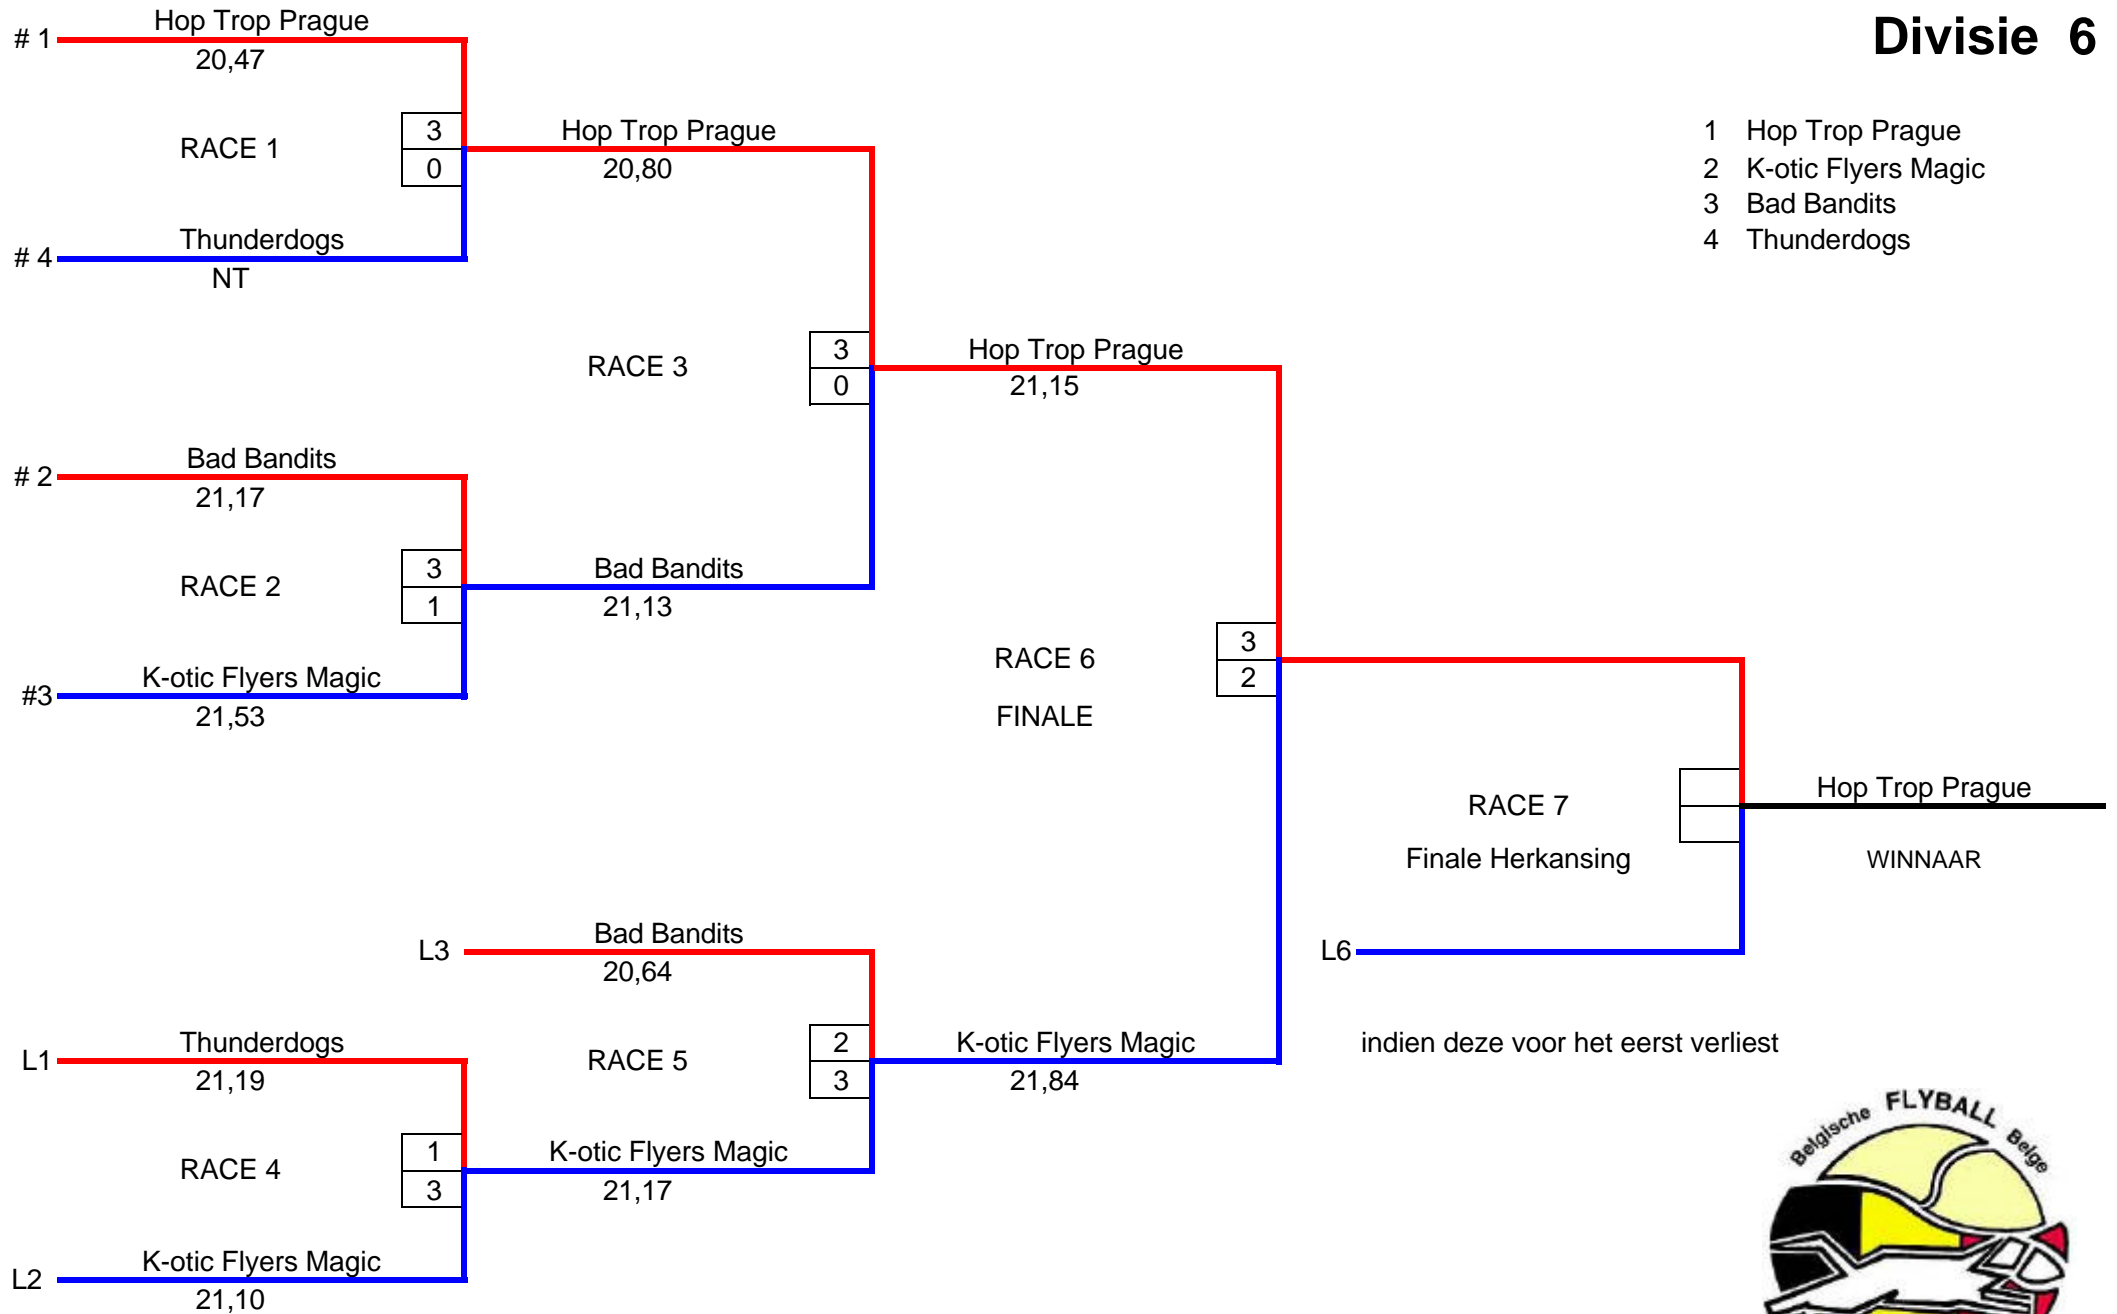 Divisie 6
1 Hop Trop Prague
2 K-otic Flyers Magic
3 Bad Bandits
4 Thunderdogs
# 1
Hop Trop Prague
20,47
RACE 1
3
0
# 4
Thunderdogs
NT
Hop Trop Prague
20,80
RACE 3
3
0
# 2
Bad Bandits
21,17
RACE 2
3
1
#3
K-otic Flyers Magic
21,53
Bad Bandits
21,13
Hop Trop Prague
21,15
RACE 6
FINALE
3
2
RACE 7
Finale Herkansing
Hop Trop Prague
WINNAAR
L6
indien deze voor het eerst verliest
L3
Bad Bandits
20,64
RACE 5
2
3
K-otic Flyers Magic
21,84
L1
Thunderdogs
21,19
RACE 4
1
3
K-otic Flyers Magic
21,17
L2
K-otic Flyers Magic
21,10
Belgische FLYBALL Belge